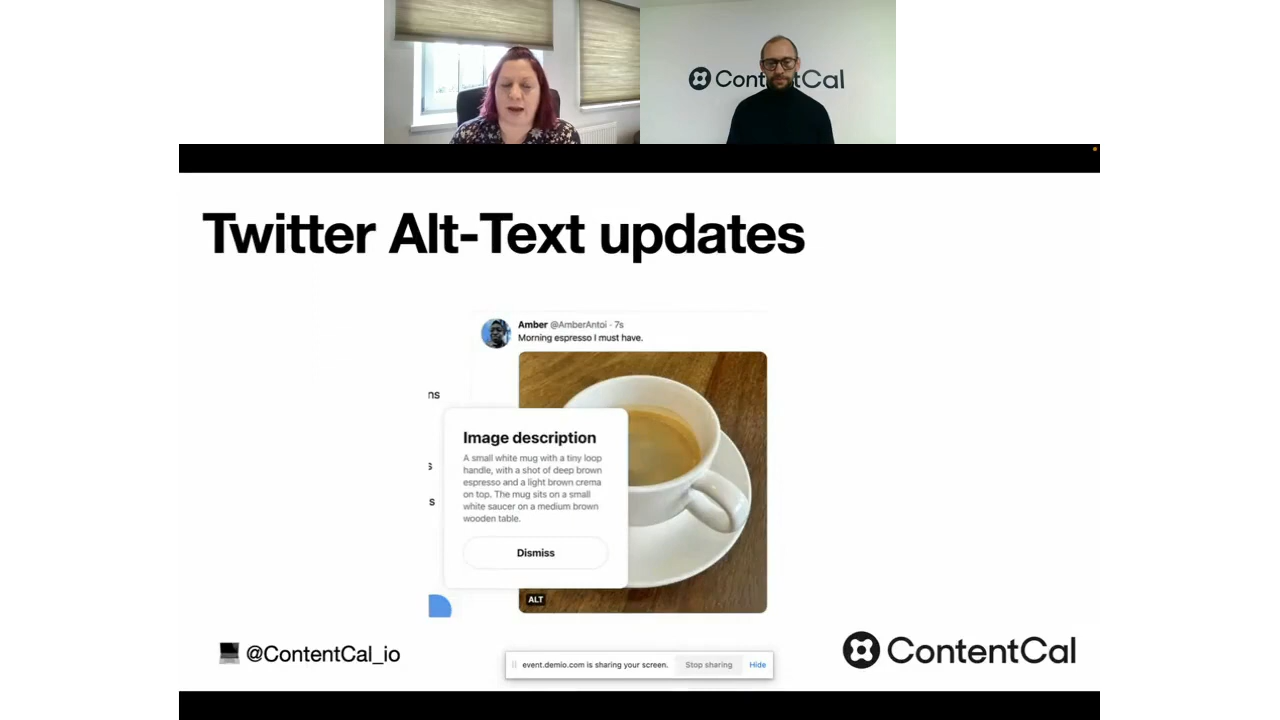 ContentCal
Twitter Alt-Text updates
Amber @AmberAntoi · 7s
Morning espresso I must have.
ns
s
s
Image description
A small white mug with a tiny loop
handle, with a shot of deep brown
espresso and a light brown crema
on top. The mug sits on a small
white saucer on a medium brown
wooden table.
Dismiss
ALT
@ContentCal_io
ContentCal
event.demio.com is sharing your screen.
Stop sharing
Hide